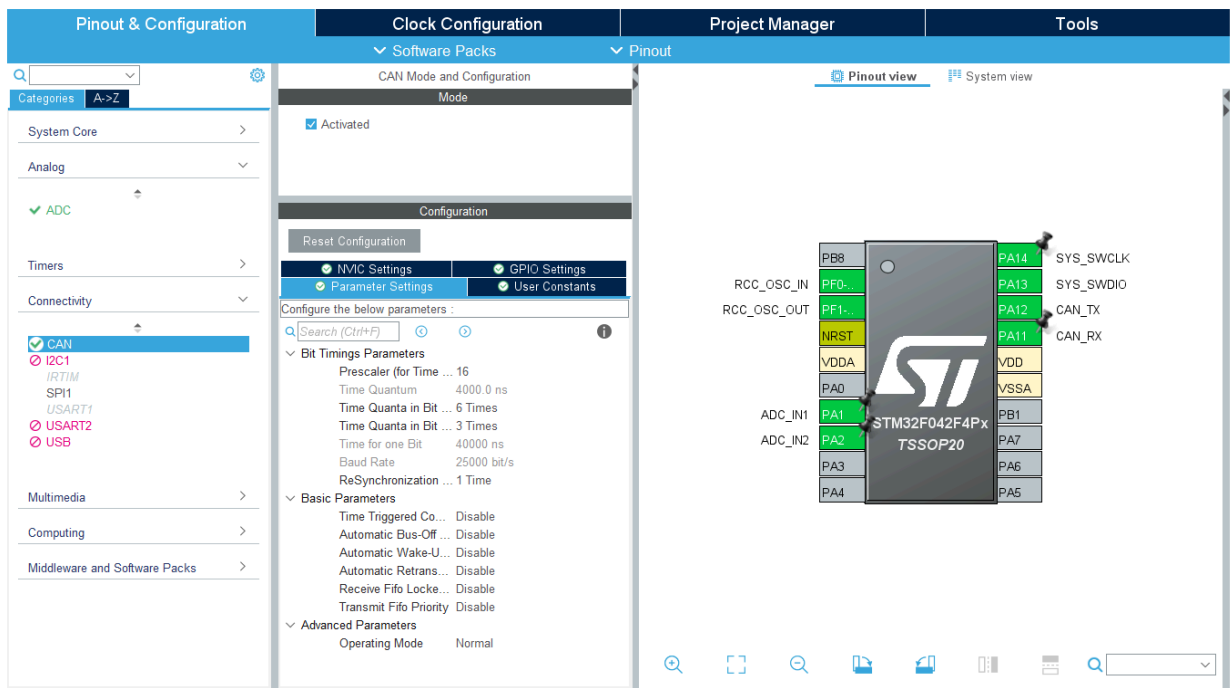 Pinout & Configuration
Clock Configuration
Project Manager
Tools
Software Packs
Pinout
Categories
A->Z
System Core
Analog
ADC
Timers
Connectivity
CAN
I2C1
IRTIM
SPI1
USART1
USART2
USB
Multimedia
Computing
Middleware and Software Packs
CAN Mode and Configuration
Mode
Activated
Configuration
Reset Configuration
NVIC Settings
GPIO Settings
Parameter Settings
User Constants
Configure the below parameters :
Search (Ctrl+F)
Bit Timings Parameters
Prescaler (for Time ... 16
Time Quantum 4000.0 ns
Time Quanta in Bit ... 6 Times
Time Quanta in Bit ... 3 Times
Time for one Bit 40000 ns
Baud Rate 25000 bit/s
ReSynchronization ... 1 Time
Basic Parameters
Time Triggered Co... Disable
Automatic Bus-Off ... Disable
Automatic Wake-U... Disable
Automatic Retrans... Disable
Receive Fifo Locke... Disable
Transmit Fifo Priority Disable
Advanced Parameters
Operating Mode Normal
Pinout view
System view
PB8
RCC_OSC_IN PF0-..
RCC_OSC_OUT PF1-..
NRST
VDDA
PA0
ADC_IN1 PA1
ADC_IN2 PA2
PA3
PA4
ST
STM32F042F4Px
TSSOP20
PA14 SYS_SWCLK
PA13 SYS_SWDIO
PA12 CAN_TX
PA11 CAN_RX
VDD
VSSA
PB1
PA7
PA6
PA5